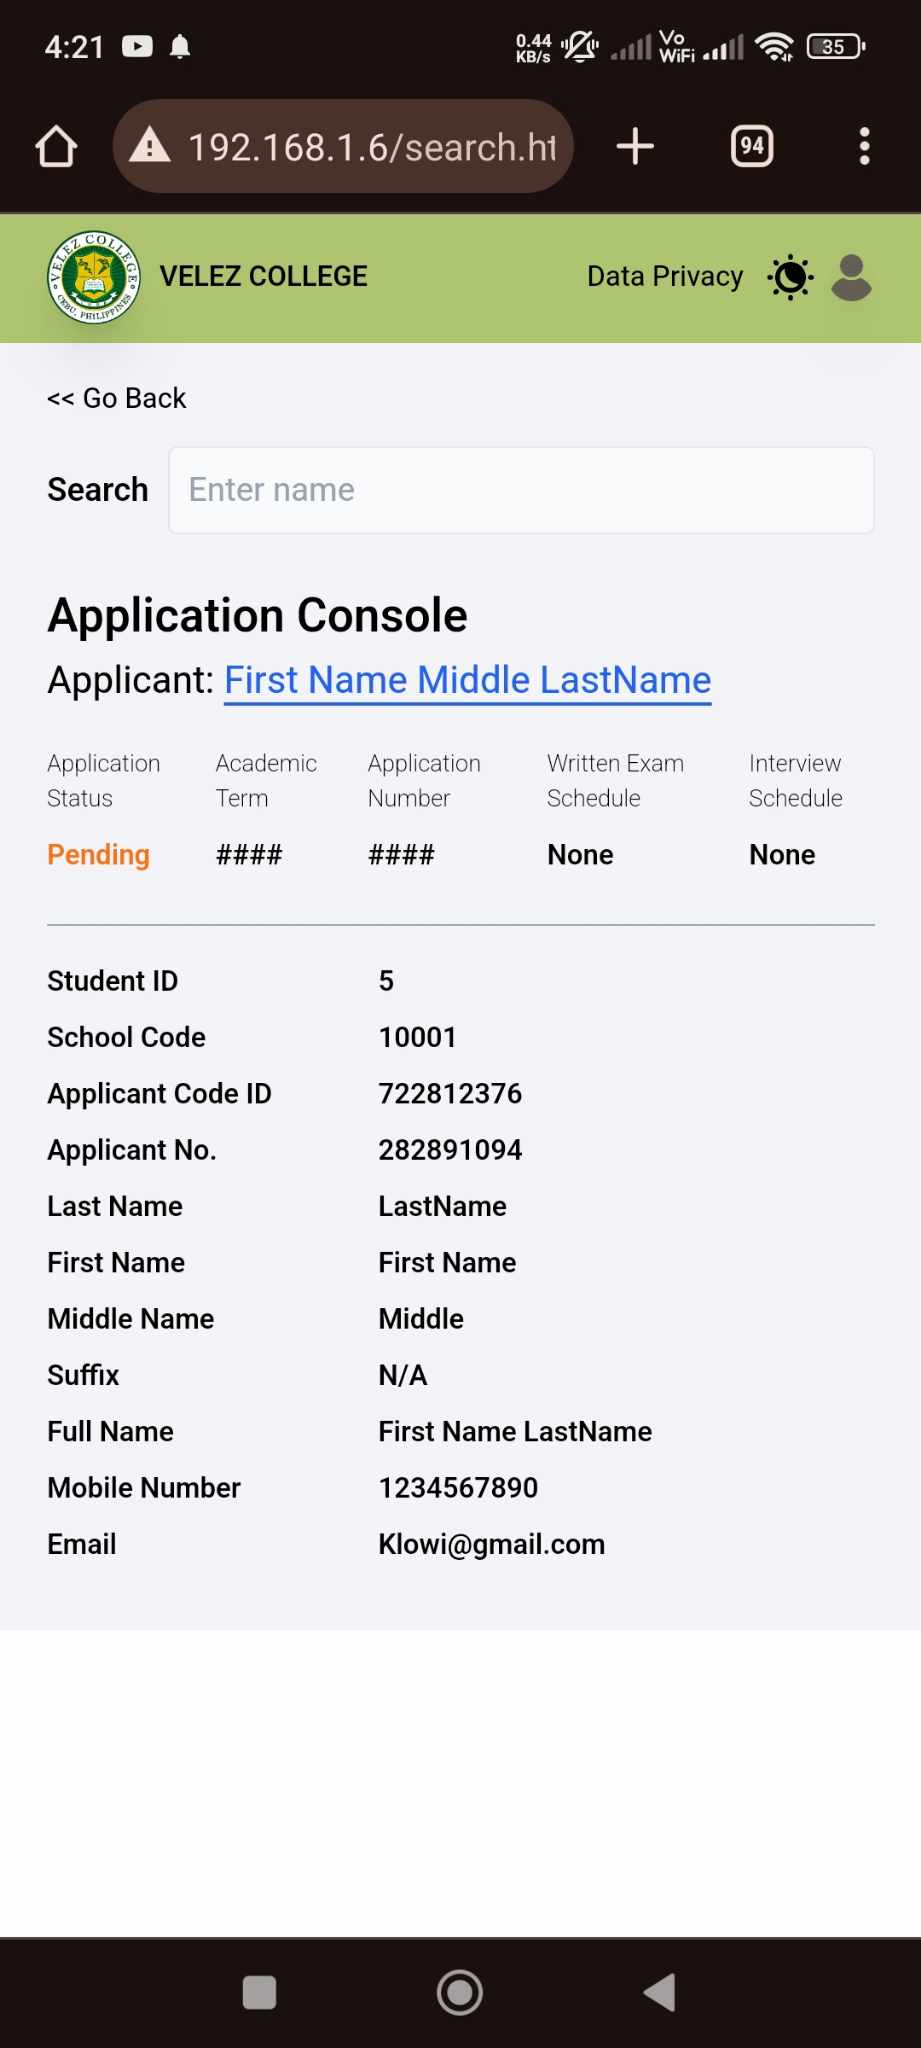 4:21
0.44 KB/s
Vo WiFi
35
192.168.1.6/search.ht
94
VELEZ COLLEGE
CEBU, PHILIPPINES
VELEZ COLLEGE
Data Privacy
<< Go Back
Search
Enter name
Application Console
Applicant: First Name Middle LastName
Application Status
Academic Term
Application Number
Written Exam Schedule
Interview Schedule
Pending
####
####
None
None
Student ID 5
School Code 10001
Applicant Code ID 722812376
Applicant No. 282891094
Last Name LastName
First Name First Name
Middle Name Middle
Suffix N/A
Full Name First Name LastName
Mobile Number 1234567890
Email Klowi@gmail.com